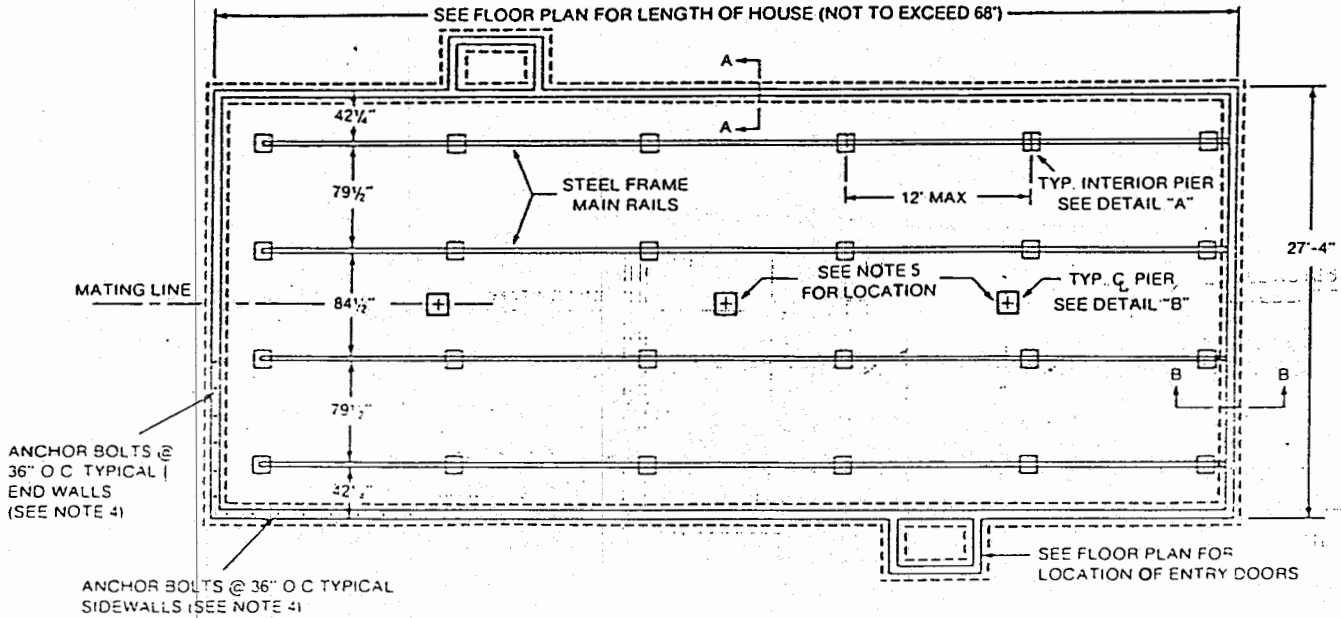 SEE FLOOR PLAN FOR LENGTH OF HOUSE (NOT TO EXCEED 68')
A
A
42¼"
79½"
STEEL FRAME
MAIN RAILS
12' MAX
TYP. INTERIOR PIER
SEE DETAIL "A"
27'-4"
MATING LINE
84½"
SEE NOTE 5
FOR LOCATION
TYP. ℄ PIER
SEE DETAIL "B"
B
B
79½"
ANCHOR BOLTS @
36" O C TYPICAL
END WALLS
(SEE NOTE 4)
42¼"
SEE FLOOR PLAN FOR
LOCATION OF ENTRY DOORS
ANCHOR BOLTS @ 36" O C TYPICAL
SIDEWALLS (SEE NOTE 4)